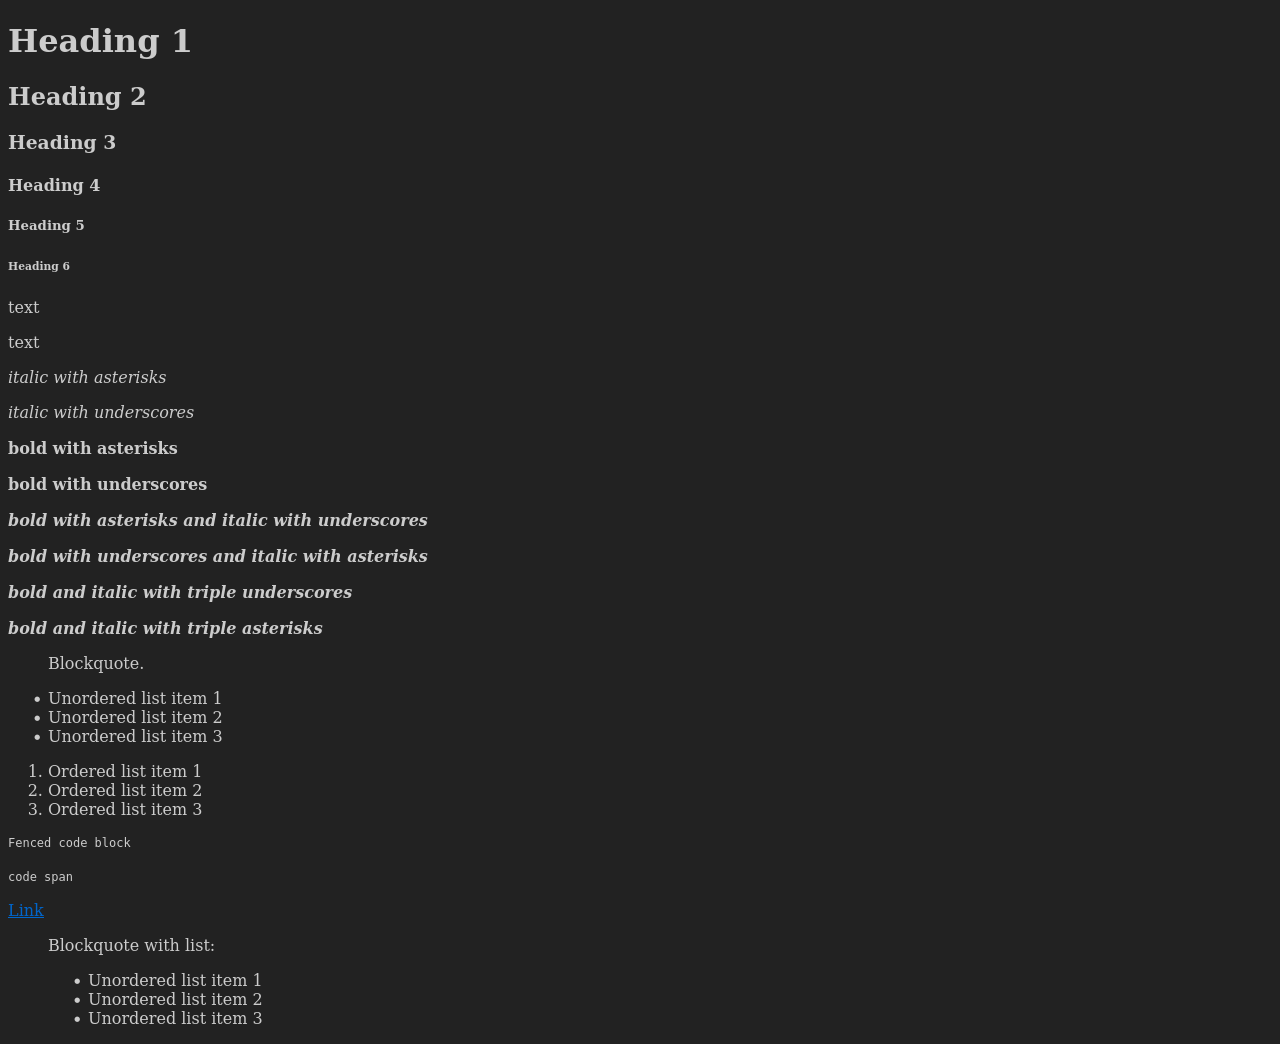 Heading 1
Heading 2
Heading 3
Heading 4
Heading 5
Heading 6
text
text
italic with asterisks
italic with underscores
bold with asterisks
bold with underscores
bold with asterisks and italic with underscores
bold with underscores and italic with asterisks
bold and italic with triple underscores
bold and italic with triple asterisks
Blockquote.
• Unordered list item 1
• Unordered list item 2
• Unordered list item 3
1. Ordered list item 1
2. Ordered list item 2
3. Ordered list item 3
Fenced code block
code span
Link
Blockquote with list:
• Unordered list item 1
• Unordered list item 2
• Unordered list item 3